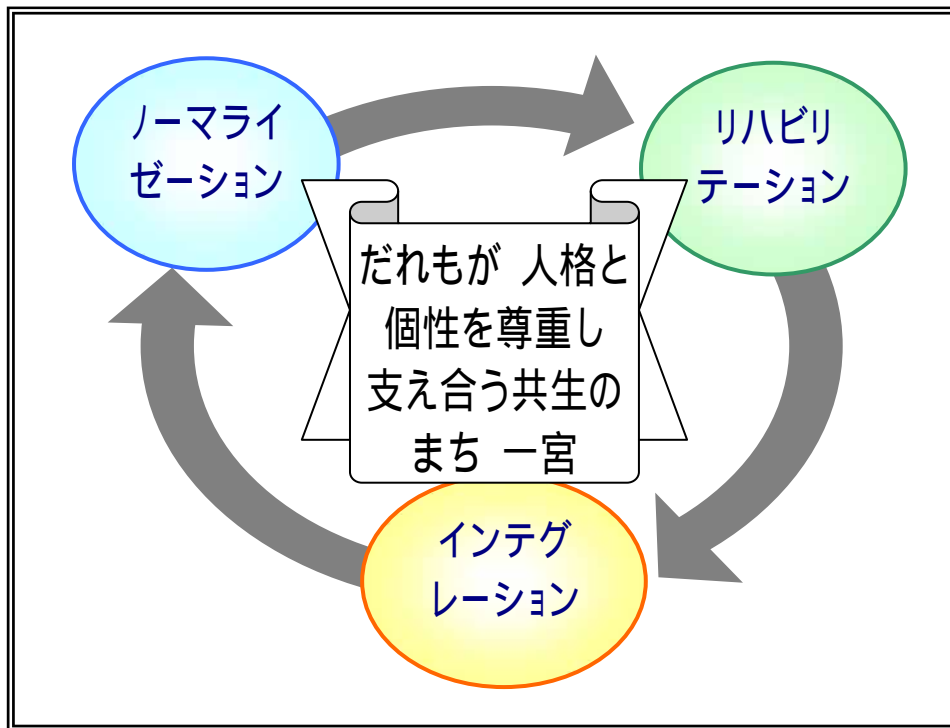 ノーマライ
ゼーション
リハビリ
テーション
だれもが 人格と
個性を尊重し
支え合う共生の
まち 一宮
インテグ
レーション